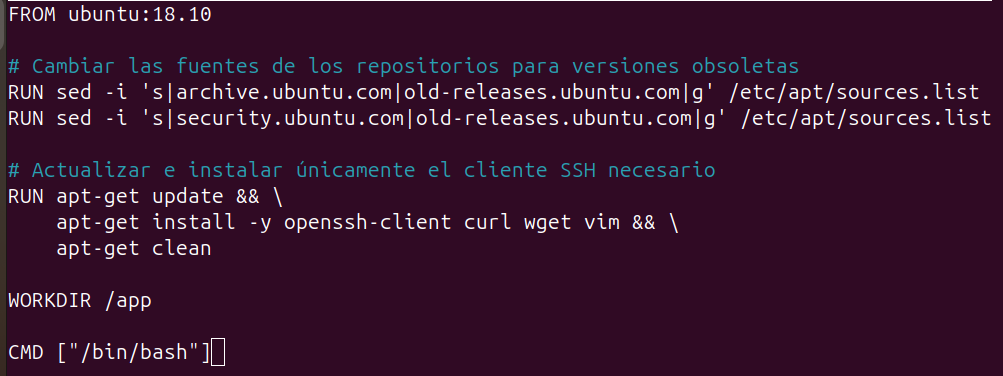 FROM ubuntu:18.10
# Cambiar las fuentes de los repositorios para versiones obsoletas
RUN sed -i 's|archive.ubuntu.com|old-releases.ubuntu.com|g' /etc/apt/sources.list
RUN sed -i 's|security.ubuntu.com|old-releases.ubuntu.com|g' /etc/apt/sources.list
# Actualizar e instalar únicamente el cliente SSH necesario
RUN apt-get update && \
    apt-get install -y openssh-client curl wget vim && \
    apt-get clean
WORKDIR /app
CMD ["/bin/bash"]